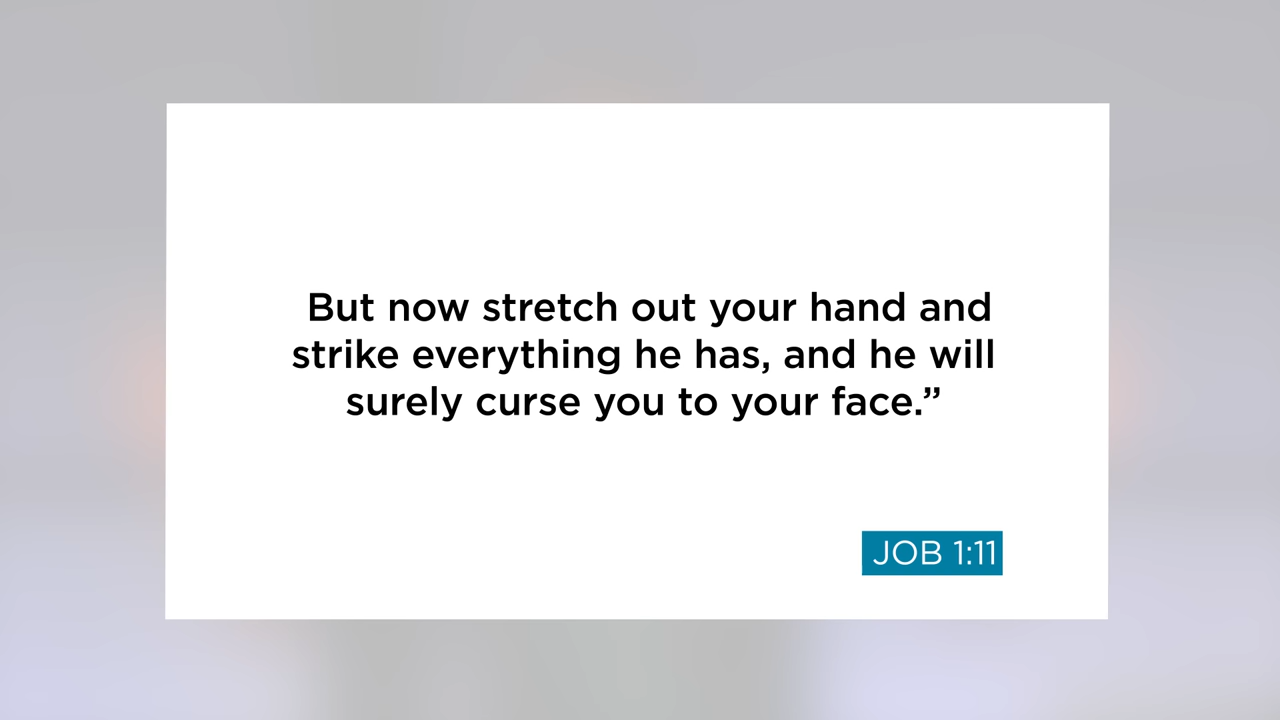 But now stretch out your hand and
strike everything he has, and he will
surely curse you to your face.”
JOB 1:11